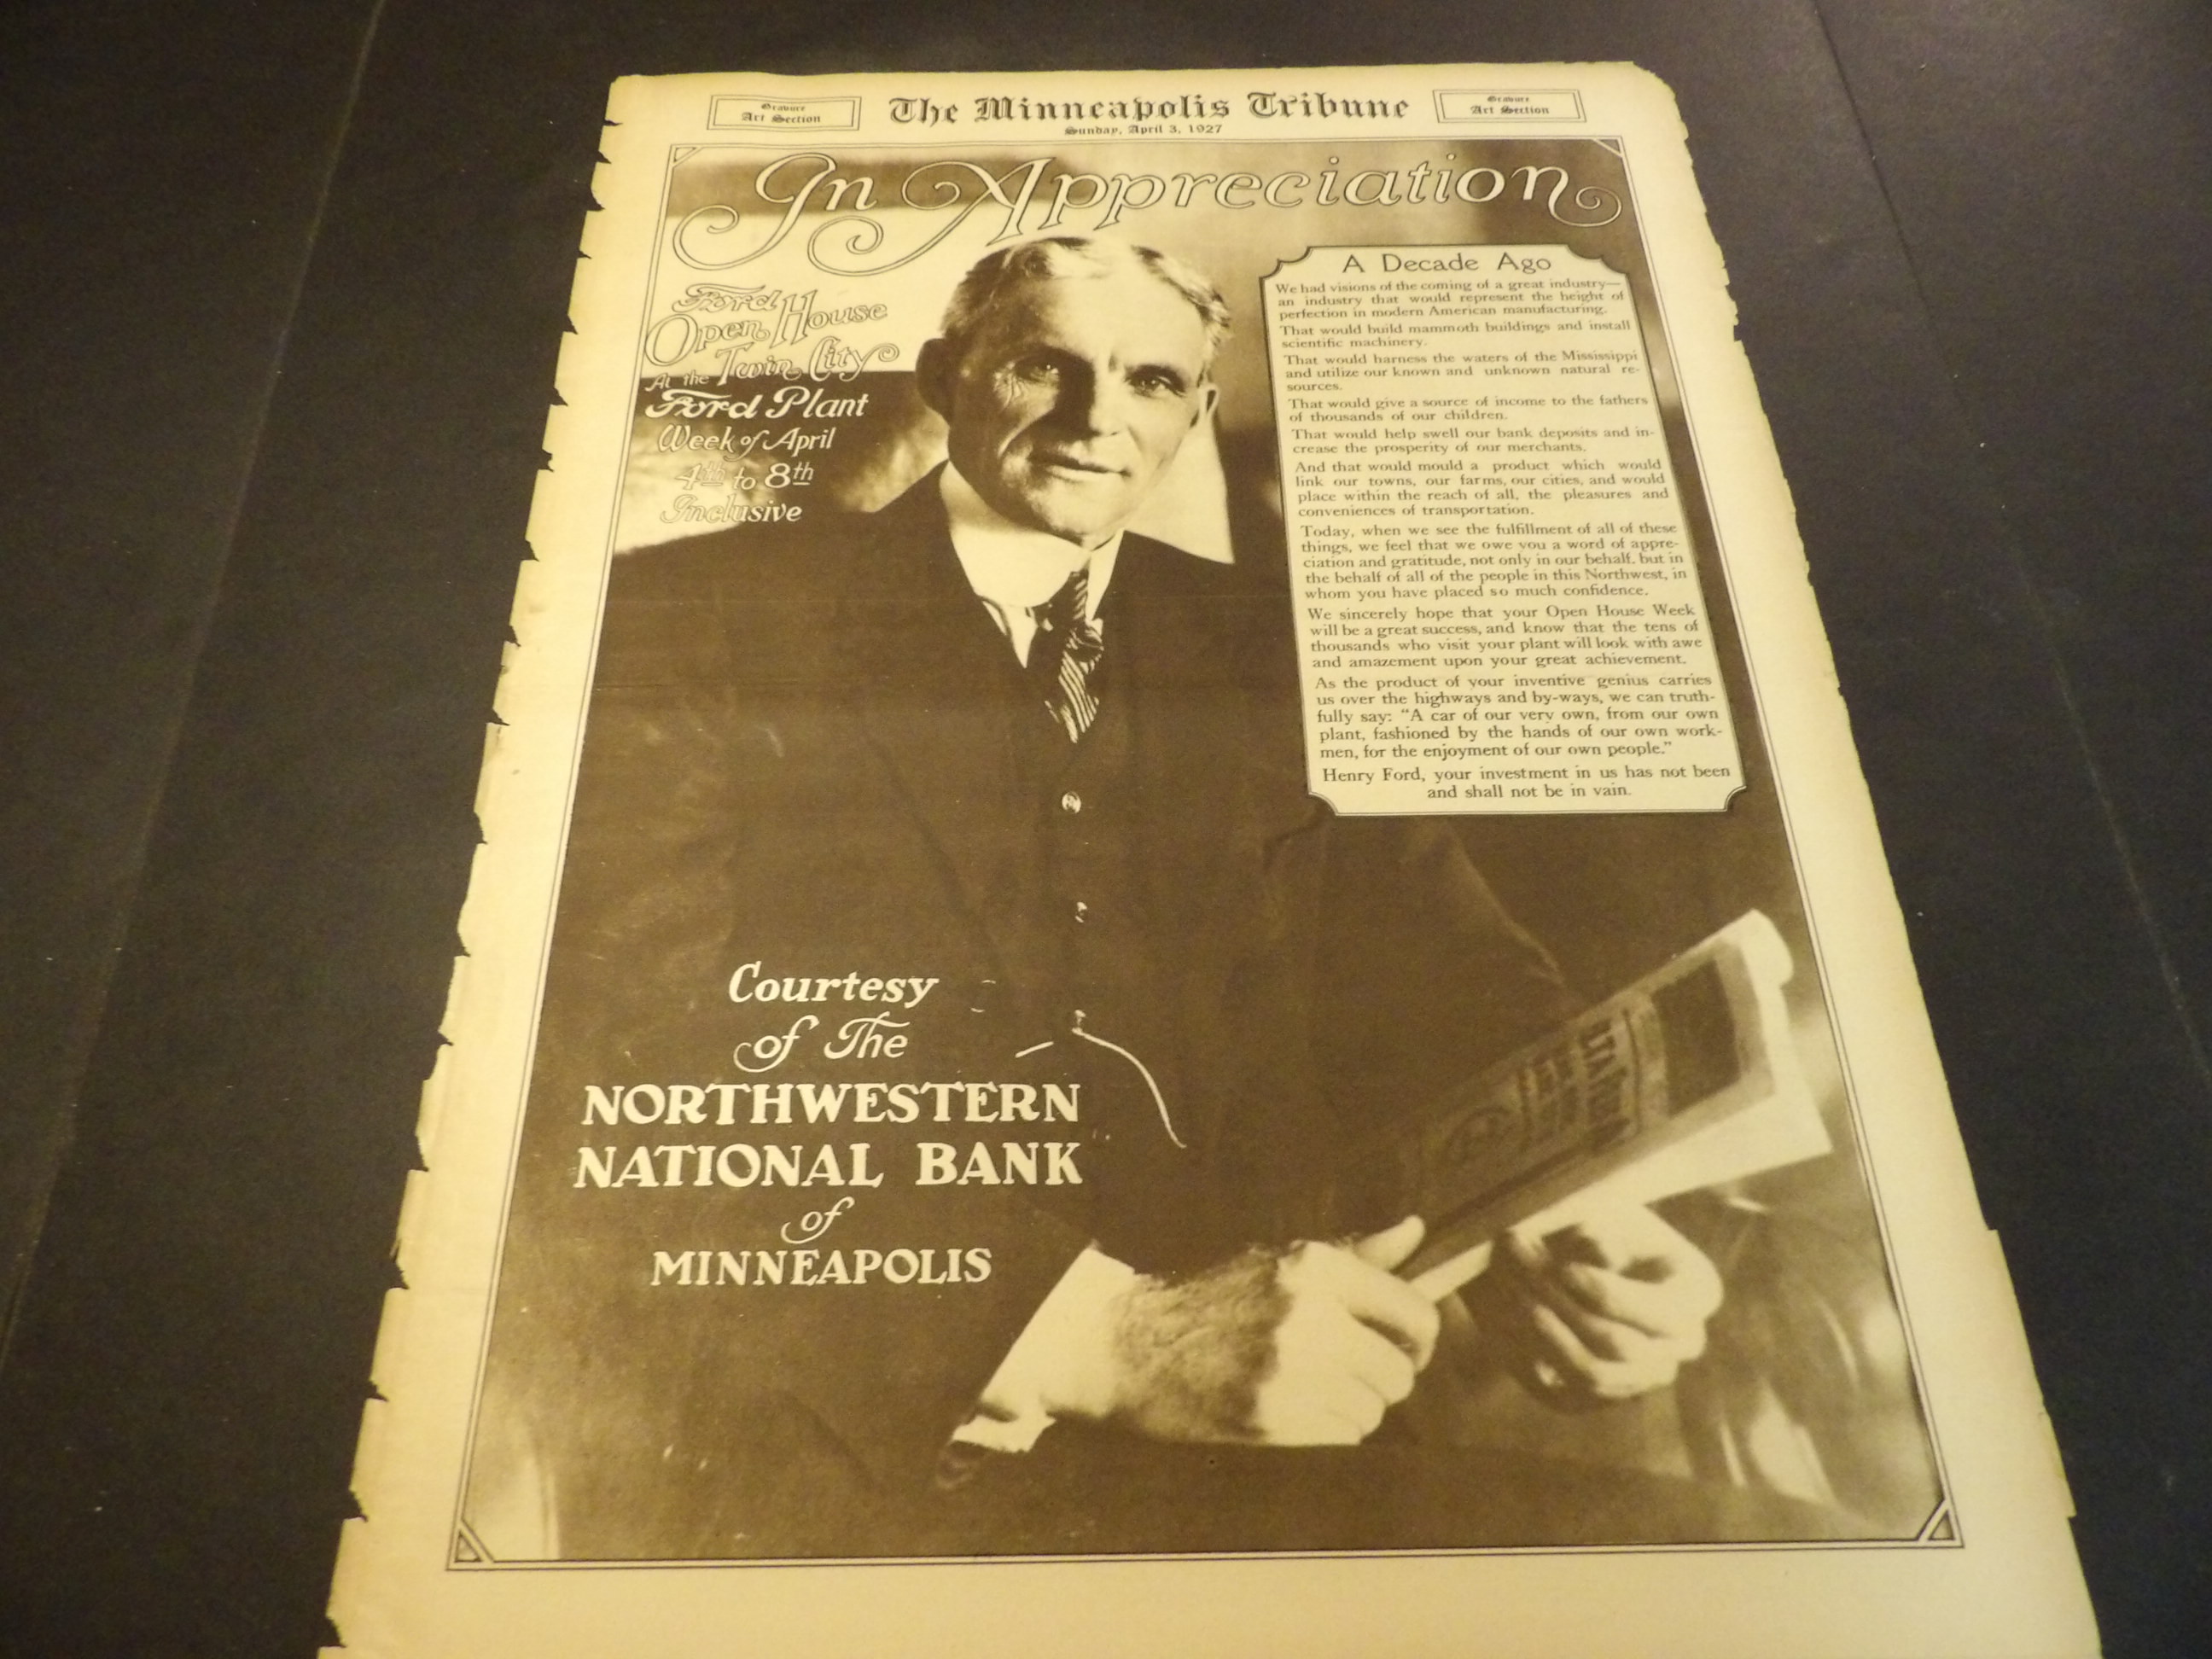 Gravure
Art Section
The Minneapolis Tribune
Sunday, April 3, 1927
Gravure
Art Section
In Appreciation
Ford
Open House
At the Twin City
Ford Plant
Week of April
4th to 8th
Inclusive
A Decade Ago
We had visions of the coming of a great industry—
an industry that would represent the height of
perfection in modern American manufacturing.
That would build mammoth buildings and install
scientific machinery.
That would harness the waters of the Mississippi
and utilize our known and unknown natural re-
sources.
That would give a source of income to the fathers
of thousands of our children.
That would help swell our bank deposits and in-
crease the prosperity of our merchants.
And that would mould a product which would
link our towns, our farms, our cities, and would
place within the reach of all, the pleasures and
conveniences of transportation.
Today, when we see the fulfillment of all of these
things, we feel that we owe you a word of appre-
ciation and gratitude, not only in our behalf, but in
the behalf of all of the people in this Northwest, in
whom you have placed so much confidence.
We sincerely hope that your Open House Week
will be a great success, and know that the tens of
thousands who visit your plant will look with awe
and amazement upon your great achievement.
As the product of your inventive genius carries
us over the highways and by-ways, we can truth-
fully say: "A car of our very own, from our own
plant, fashioned by the hands of our own work-
men, for the enjoyment of our own people."
Henry Ford, your investment in us has not been
and shall not be in vain.
Courtesy
of The
NORTHWESTERN
NATIONAL BANK
of
MINNEAPOLIS